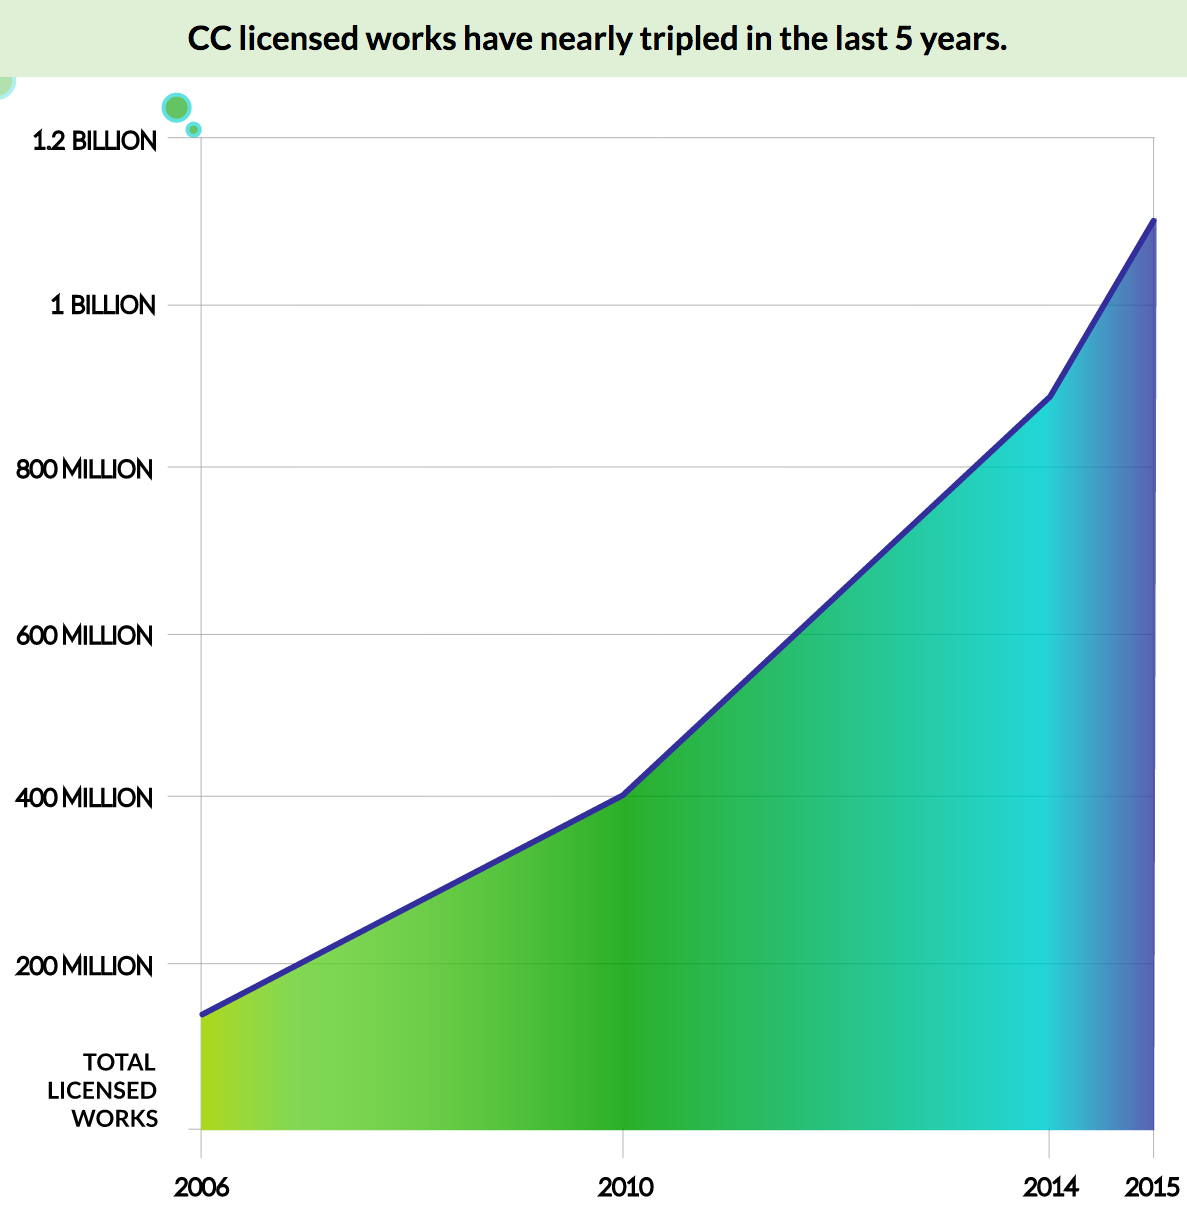 CC licensed works have nearly tripled in the last 5 years.
1.2 BILLION
1 BILLION
800 MILLION
600 MILLION
400 MILLION
200 MILLION
TOTAL
LICENSED
WORKS
2006 2010 2014 2015